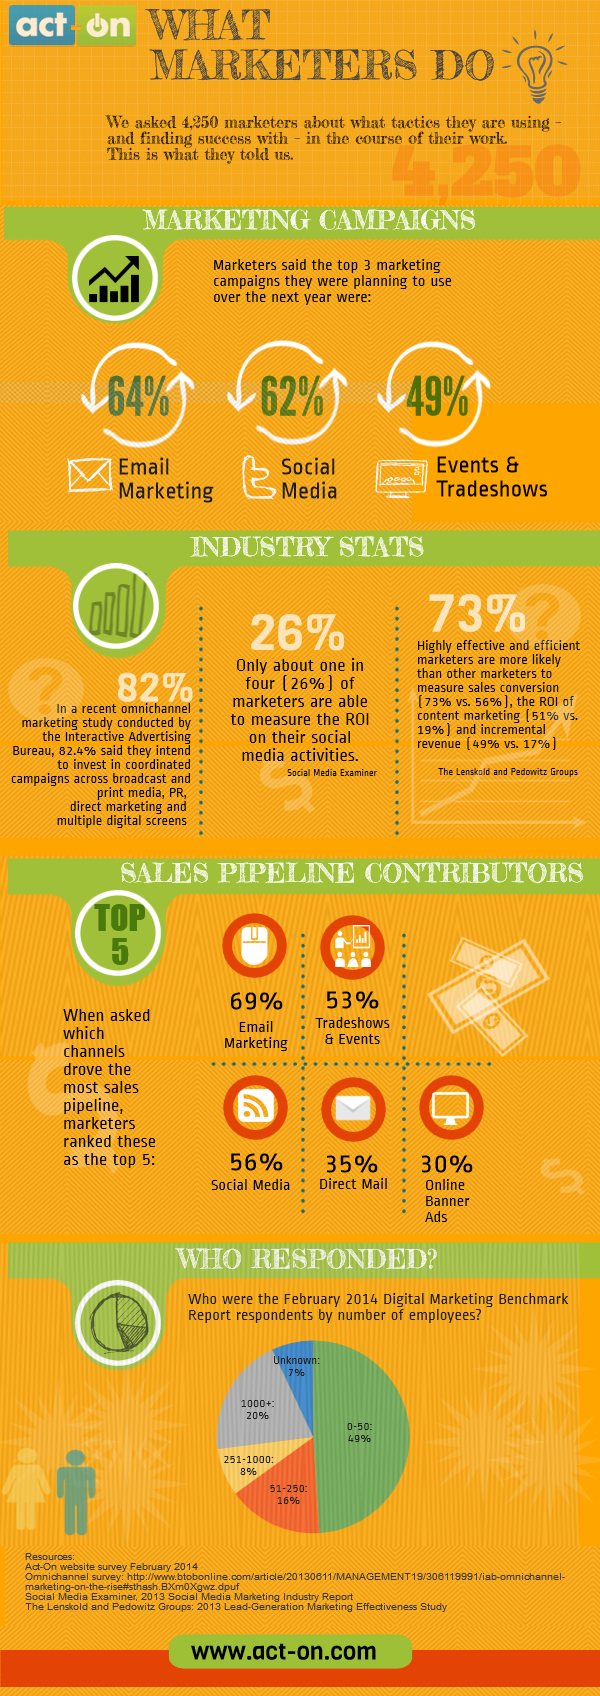 act-on
WHAT
MARKETERS DO
We asked 4,250 marketers about what tactics they are using -
and finding success with - in the course of their work.
This is what they told us.
4,250
MARKETING CAMPAIGNS
Marketers said the top 3 marketing
campaigns they were planning to use
over the next year were:
64%
62%
49%
Email
Marketing
Social
Media
Events &
Tradeshows
INDUSTRY STATS
82%
In a recent omnichannel
marketing study conducted by
the Interactive Advertising
Bureau, 82.4% said they intend
to invest in coordinated
campaigns across broadcast and
print media, PR,
direct marketing and
multiple digital screens
26%
Only about one in
four (26%) of
marketers are able
to measure the ROI
on their social
media activities.
Social Media Examiner
73%
Highly effective and efficient
marketers are more likely
than other marketers to
measure sales conversion
(73% vs. 56%), the ROI of
content marketing (51% vs.
19%) and incremental
revenue (49% vs. 17%)
The Lenskold and Pedowitz Groups
SALES PIPELINE CONTRIBUTORS
TOP
5
When asked
which
channels
drove the
most sales
pipeline,
marketers
ranked these
as the top 5:
69%
Email
Marketing
53%
Tradeshows
& Events
56%
Social Media
35%
Direct Mail
30%
Online
Banner
Ads
WHO RESPONDED?
Who were the February 2014 Digital Marketing Benchmark
Report respondents by number of employees?
Unknown:
7%
1000+:
20%
0-50:
49%
251-1000:
8%
51-250:
16%
Resources:
Act-On website survey February 2014
Omnichannel survey: http://www.btobonline.com/article/20130611/MANAGEMENT19/306119991/iab-omnichannel-
marketing-on-the-rise#sthash.BXm0Xgwz.dpuf
Social Media Examiner, 2013 Social Media Marketing Industry Report
The Lenskold and Pedowitz Groups: 2013 Lead-Generation Marketing Effectiveness Study
www.act-on.com